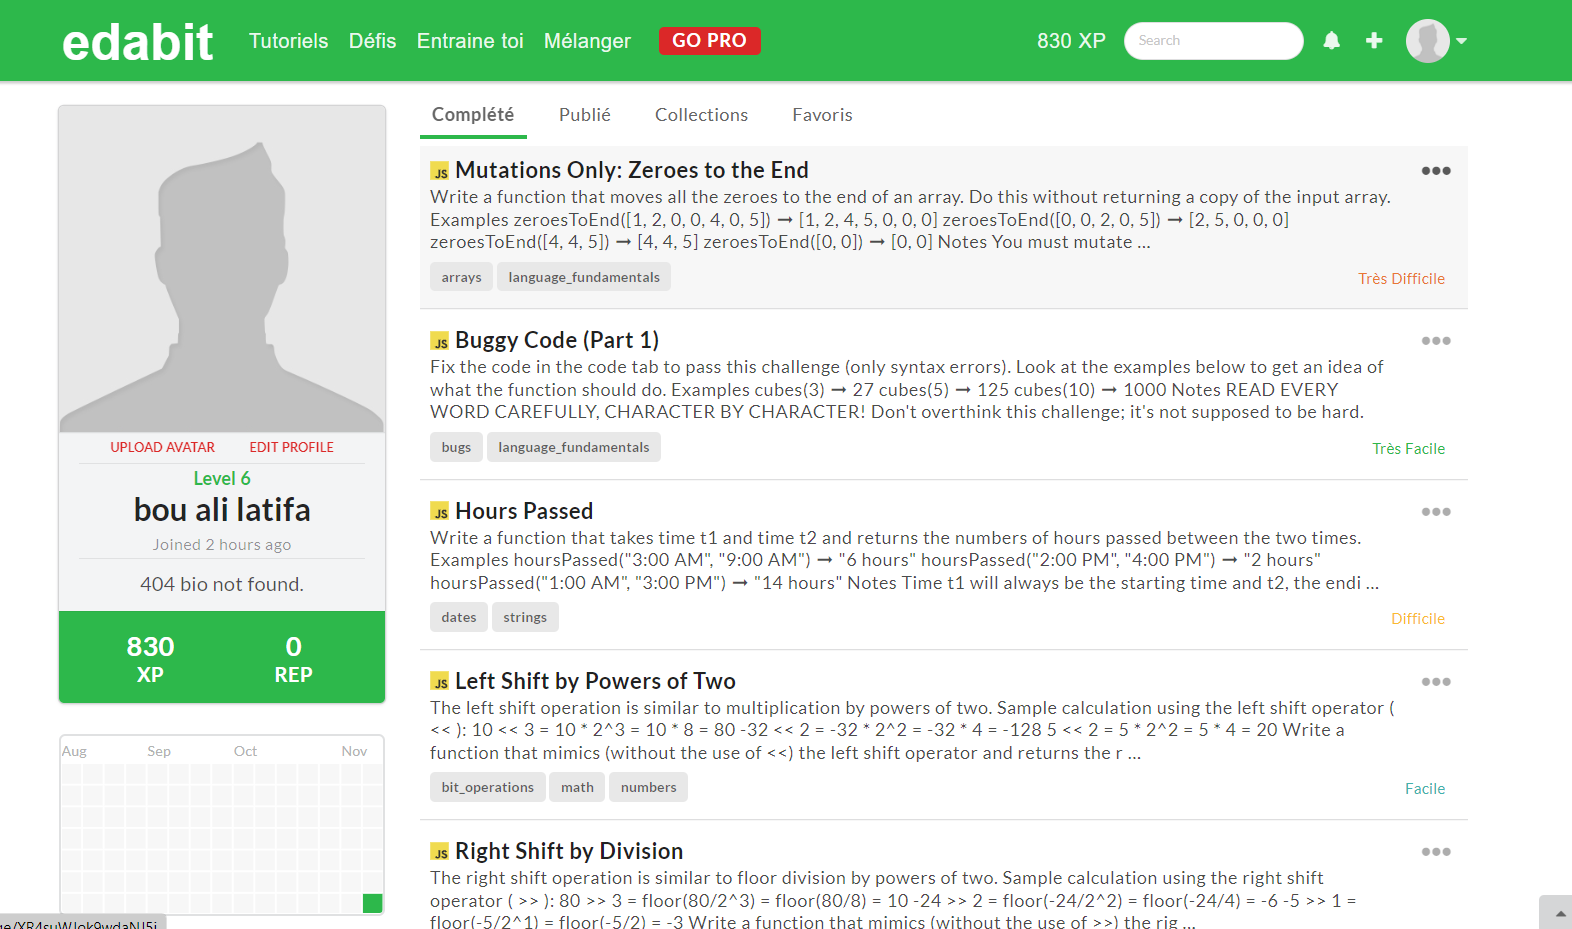 edabit Tutoriels Défis Entraine toi Mélanger GO PRO 830 XP Search
Complété Publié Collections Favoris
JS Mutations Only: Zeroes to the End
Write a function that moves all the zeroes to the end of an array. Do this without returning a copy of the input array.
Examples zeroesToEnd([1, 2, 0, 0, 4, 0, 5]) ➞ [1, 2, 4, 5, 0, 0, 0] zeroesToEnd([0, 0, 2, 0, 5]) ➞ [2, 5, 0, 0, 0]
zeroesToEnd([4, 4, 5]) ➞ [4, 4, 5] zeroesToEnd([0, 0]) ➞ [0, 0] Notes You must mutate ...
arrays language_fundamentals
Très Difficile
JS Buggy Code (Part 1)
Fix the code in the code tab to pass this challenge (only syntax errors). Look at the examples below to get an idea of
what the function should do. Examples cubes(3) ➞ 27 cubes(5) ➞ 125 cubes(10) ➞ 1000 Notes READ EVERY
WORD CAREFULLY, CHARACTER BY CHARACTER! Don't overthink this challenge; it's not supposed to be hard.
bugs language_fundamentals
Très Facile
JS Hours Passed
Write a function that takes time t1 and time t2 and returns the numbers of hours passed between the two times.
Examples hoursPassed("3:00 AM", "9:00 AM") ➞ "6 hours" hoursPassed("2:00 PM", "4:00 PM") ➞ "2 hours"
hoursPassed("1:00 AM", "3:00 PM") ➞ "14 hours" Notes Time t1 will always be the starting time and t2, the endi ...
dates strings
Difficile
JS Left Shift by Powers of Two
The left shift operation is similar to multiplication by powers of two. Sample calculation using the left shift operator (
<< ): 10 << 3 = 10 * 2^3 = 10 * 8 = 80 -32 << 2 = -32 * 2^2 = -32 * 4 = -128 5 << 2 = 5 * 2^2 = 5 * 4 = 20 Write a
function that mimics (without the use of <<) the left shift operator and returns the r ...
bit_operations math numbers
Facile
JS Right Shift by Division
The right shift operation is similar to floor division by powers of two. Sample calculation using the right shift
operator ( >> ): 80 >> 3 = floor(80/2^3) = floor(80/8) = 10 -24 >> 2 = floor(-24/2^2) = floor(-24/4) = -6 -5 >> 1 =
floor(-5/2^1) = floor(-5/2) = -3 Write a function that mimics (without the use of >>) the rig ...
UPLOAD AVATAR EDIT PROFILE
Level 6
bou ali latifa
Joined 2 hours ago
404 bio not found.
830 0
XP REP
Aug Sep Oct Nov